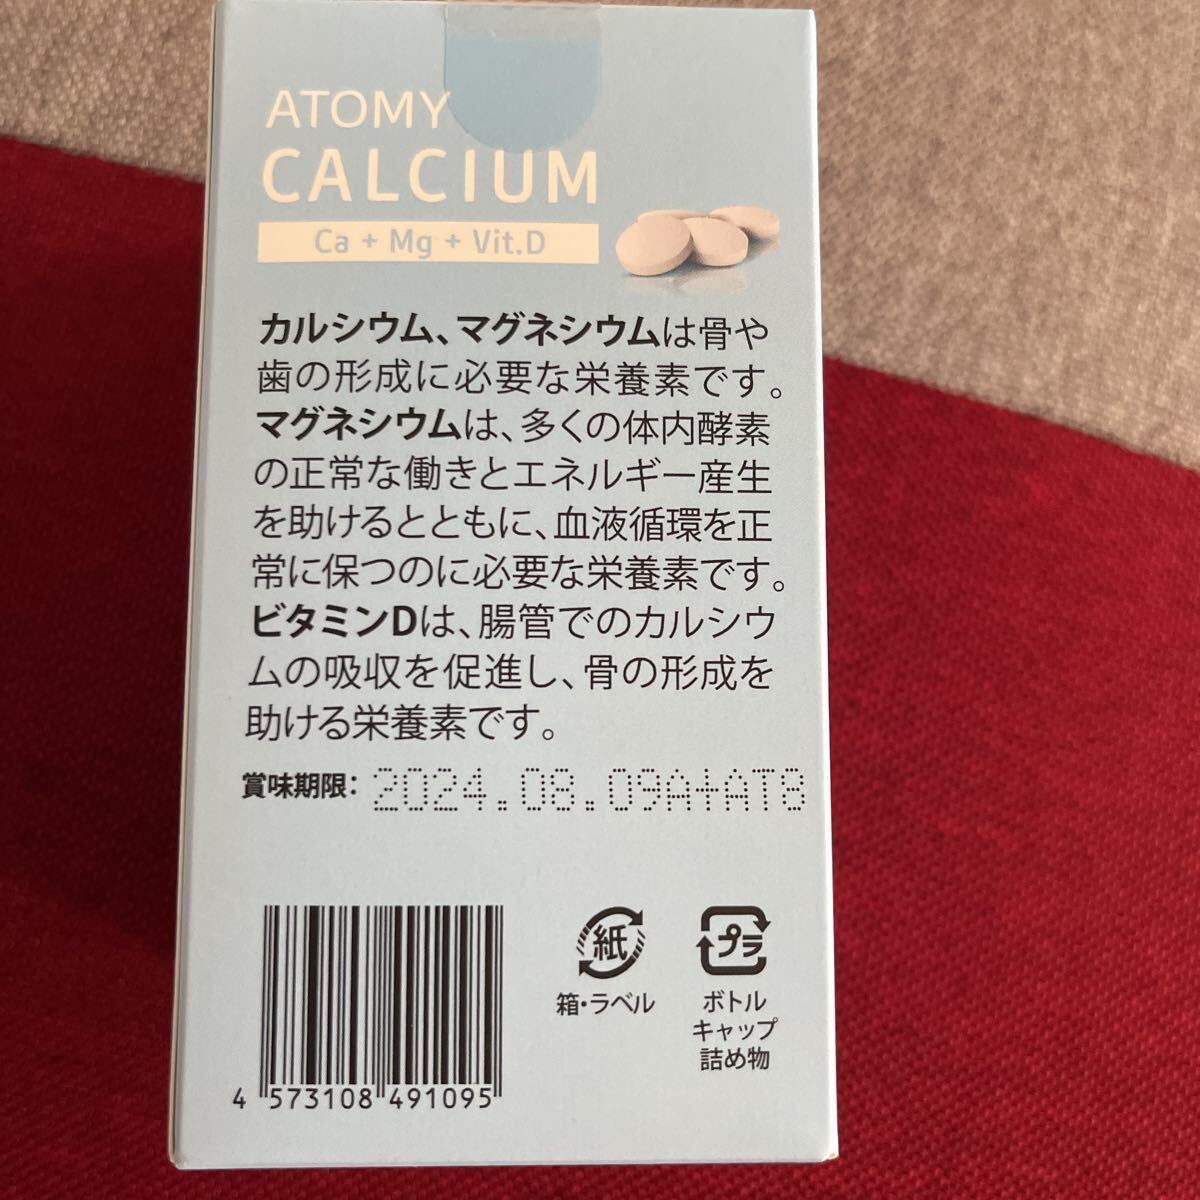 ATOMY
CALCIUM
Ca + Mg + Vit.D
カルシウム、マグネシウムは骨や
歯の形成に必要な栄養素です。
マグネシウムは、多くの体内酵素
の正常な働きとエネルギー産生
を助けるとともに、血液循環を正
常に保つのに必要な栄養素です。
ビタミンDは、腸管でのカルシウ
ムの吸収を促進し、骨の形成を
助ける栄養素です。
賞味期限: 2024.08.09A+AT8
紙
箱・ラベル
プラ
ボトル
キャップ
詰め物
4 573108 491095